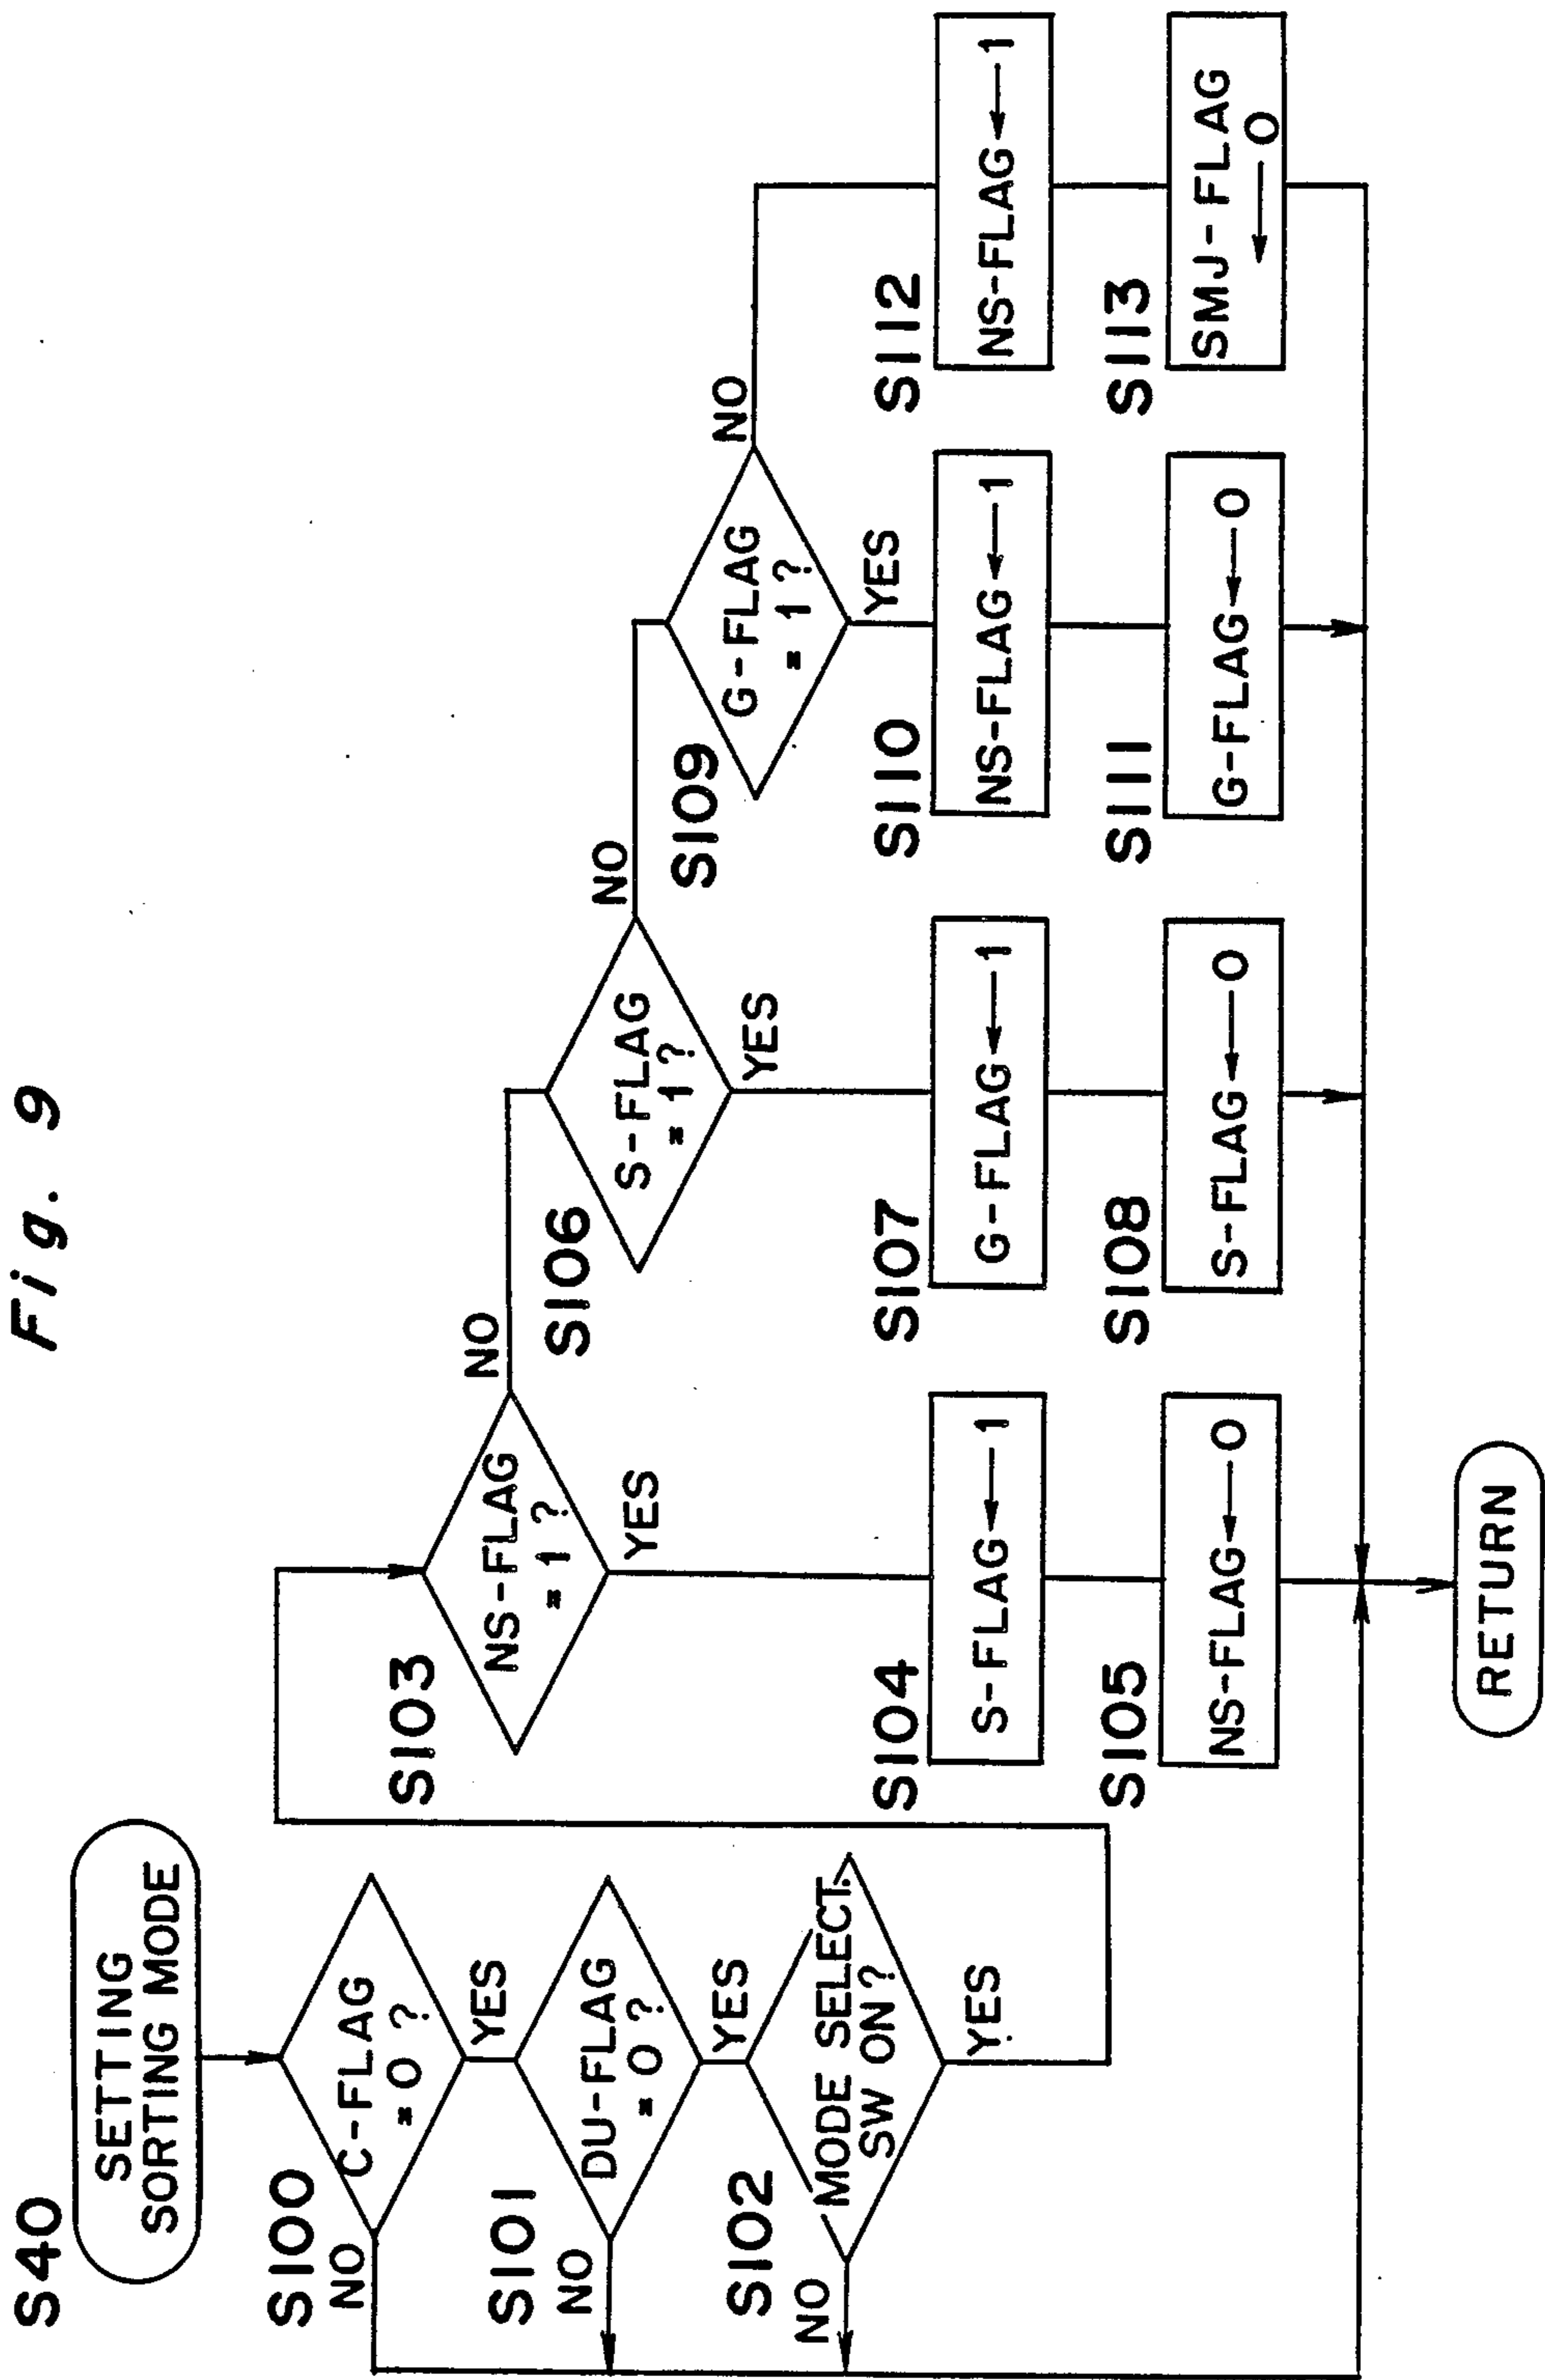 Fig. 9
S40
SETTING
SORTING MODE
S100
C-FLAG
= 0 ?
NO
YES
S101
DU-FLAG
= 0 ?
NO
YES
S102
MODE SELECT.
SW ON ?
NO
YES
S103
NS-FLAG
= 1 ?
NO
YES
S104
S-FLAG ← 1
S105
NS-FLAG ← 0
S106
S-FLAG
= 1 ?
NO
YES
S107
G-FLAG ← 1
S108
S-FLAG ← 0
S109
G-FLAG
= 1 ?
NO
YES
S110
NS-FLAG ← 1
S111
G-FLAG ← 0
S112
NS-FLAG ← 1
S113
SMJ-FLAG
← 0
RETURN